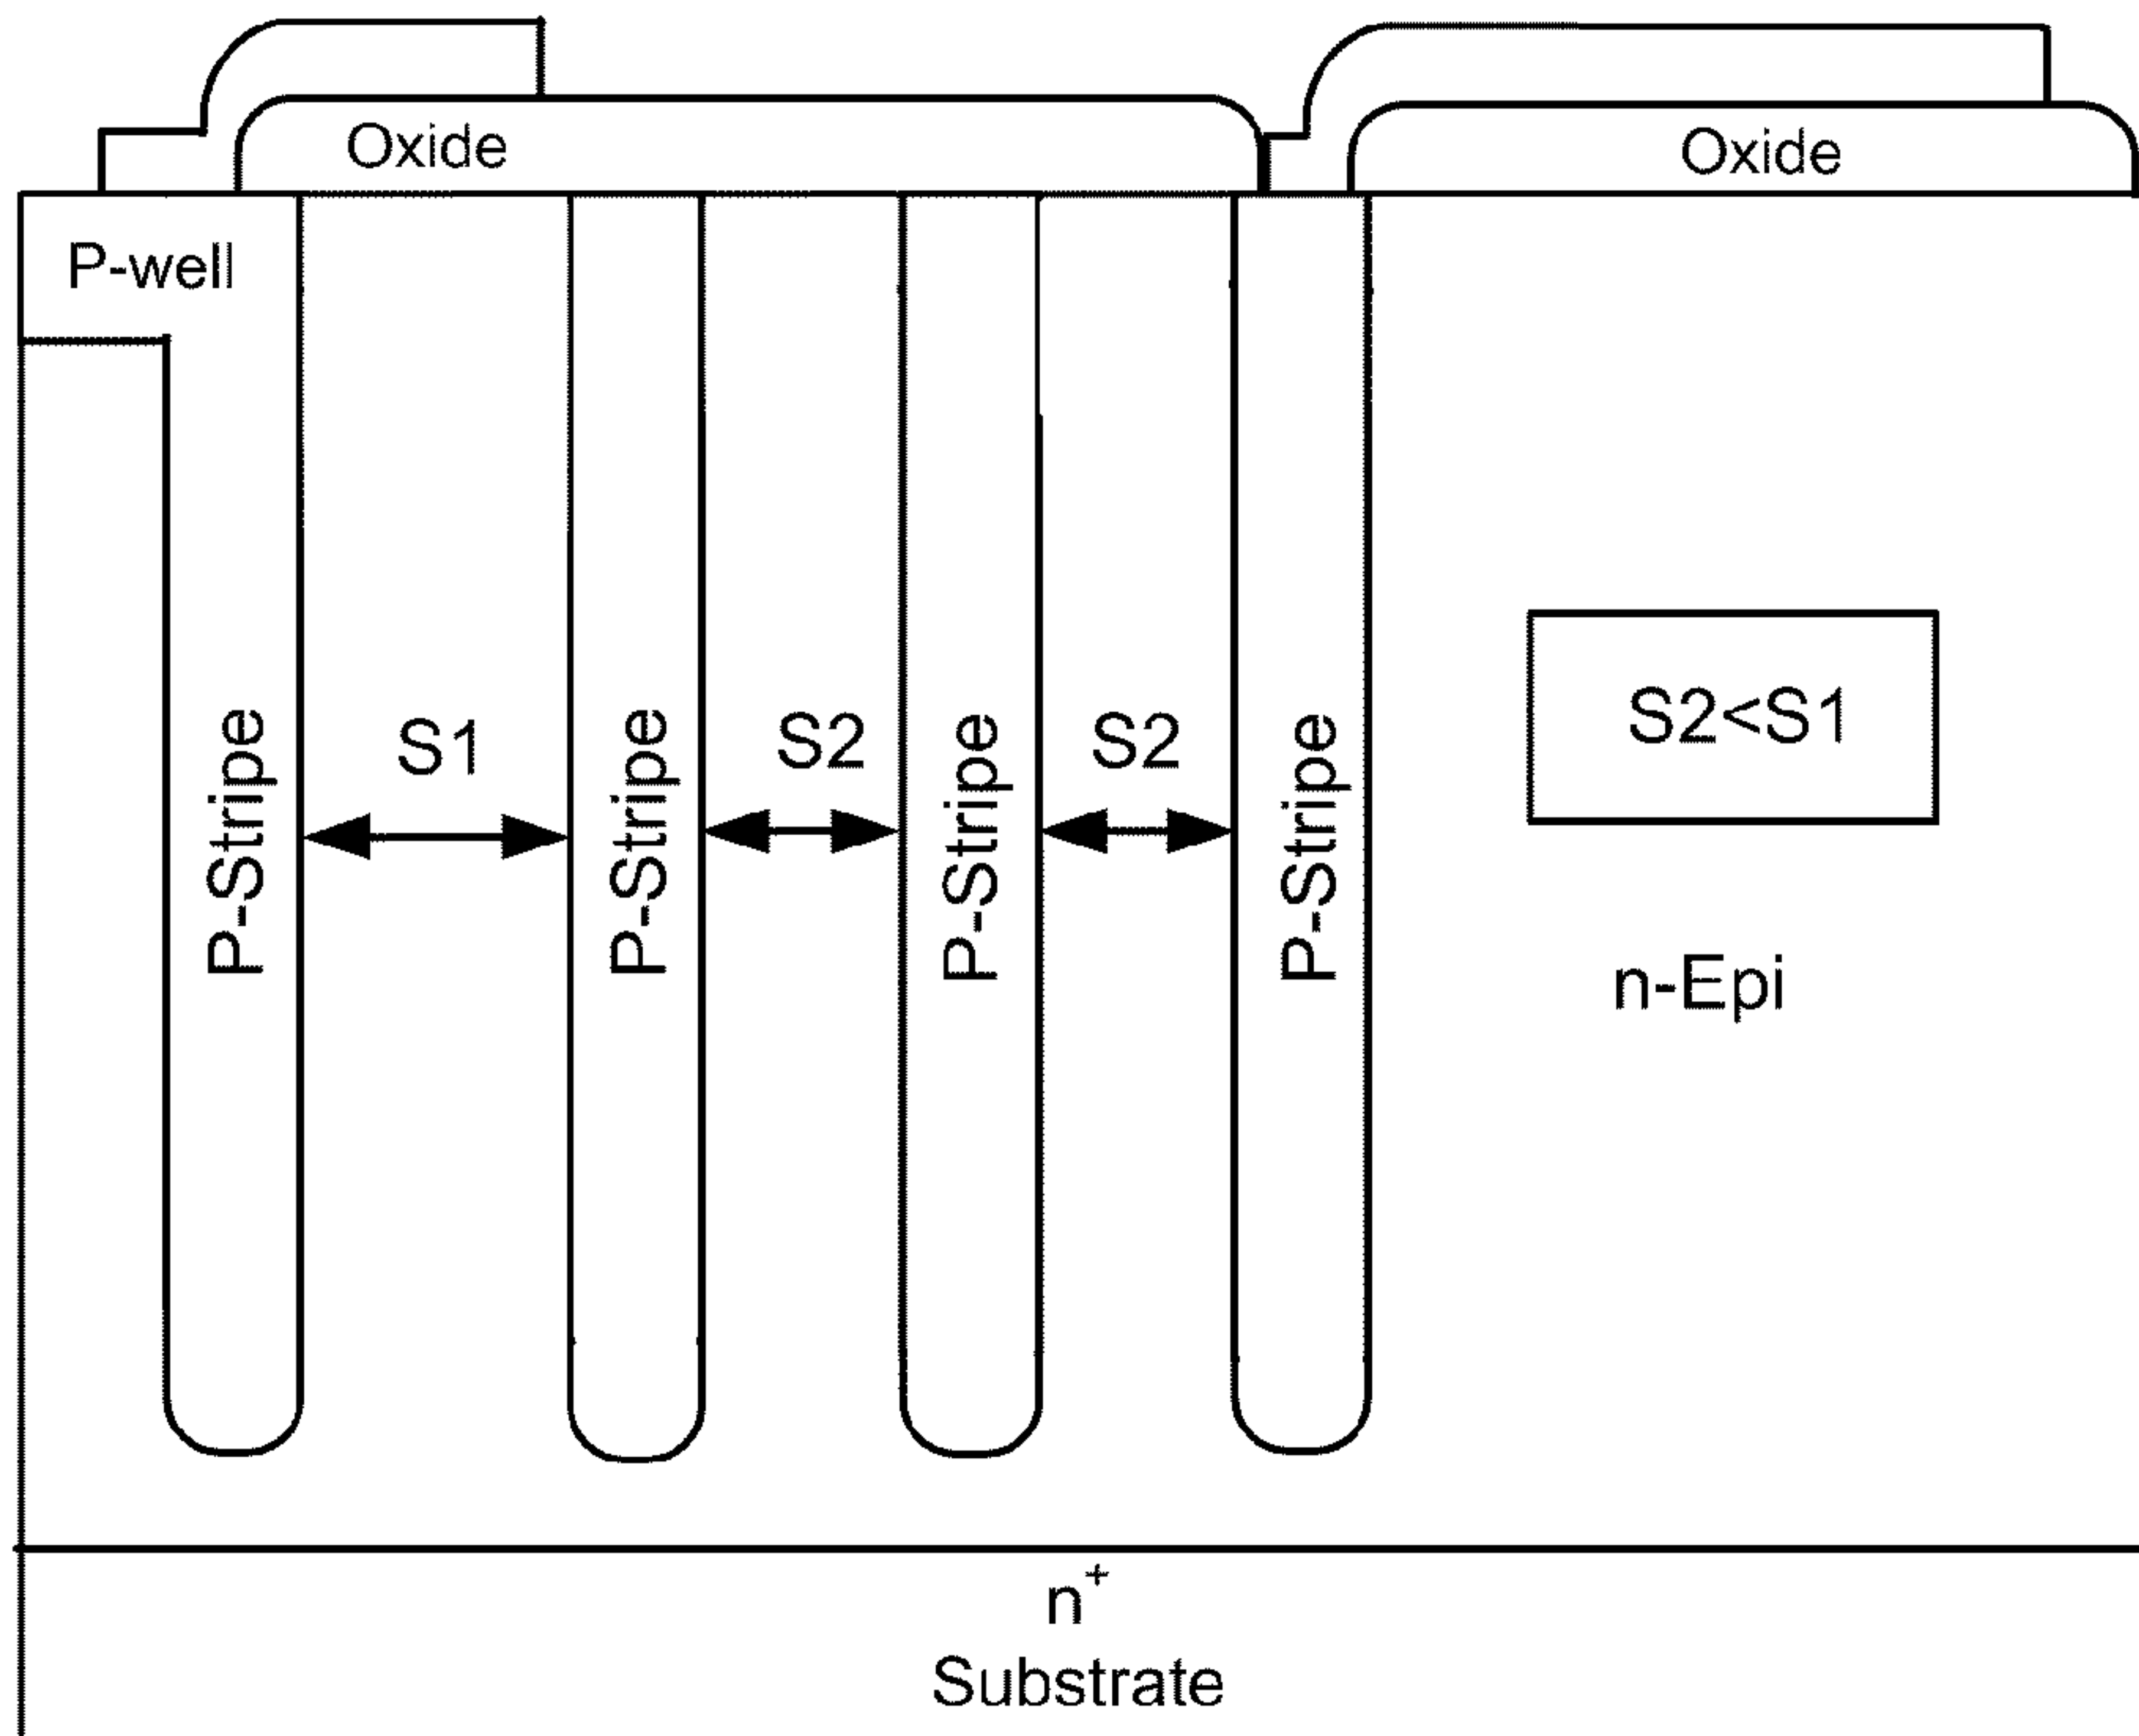 Oxide
Oxide
P-well
P-Stripe
S1
P-Stripe
S2
P-Stripe
S2
P-Stripe
S2<S1
n-Epi
n⁺
Substrate